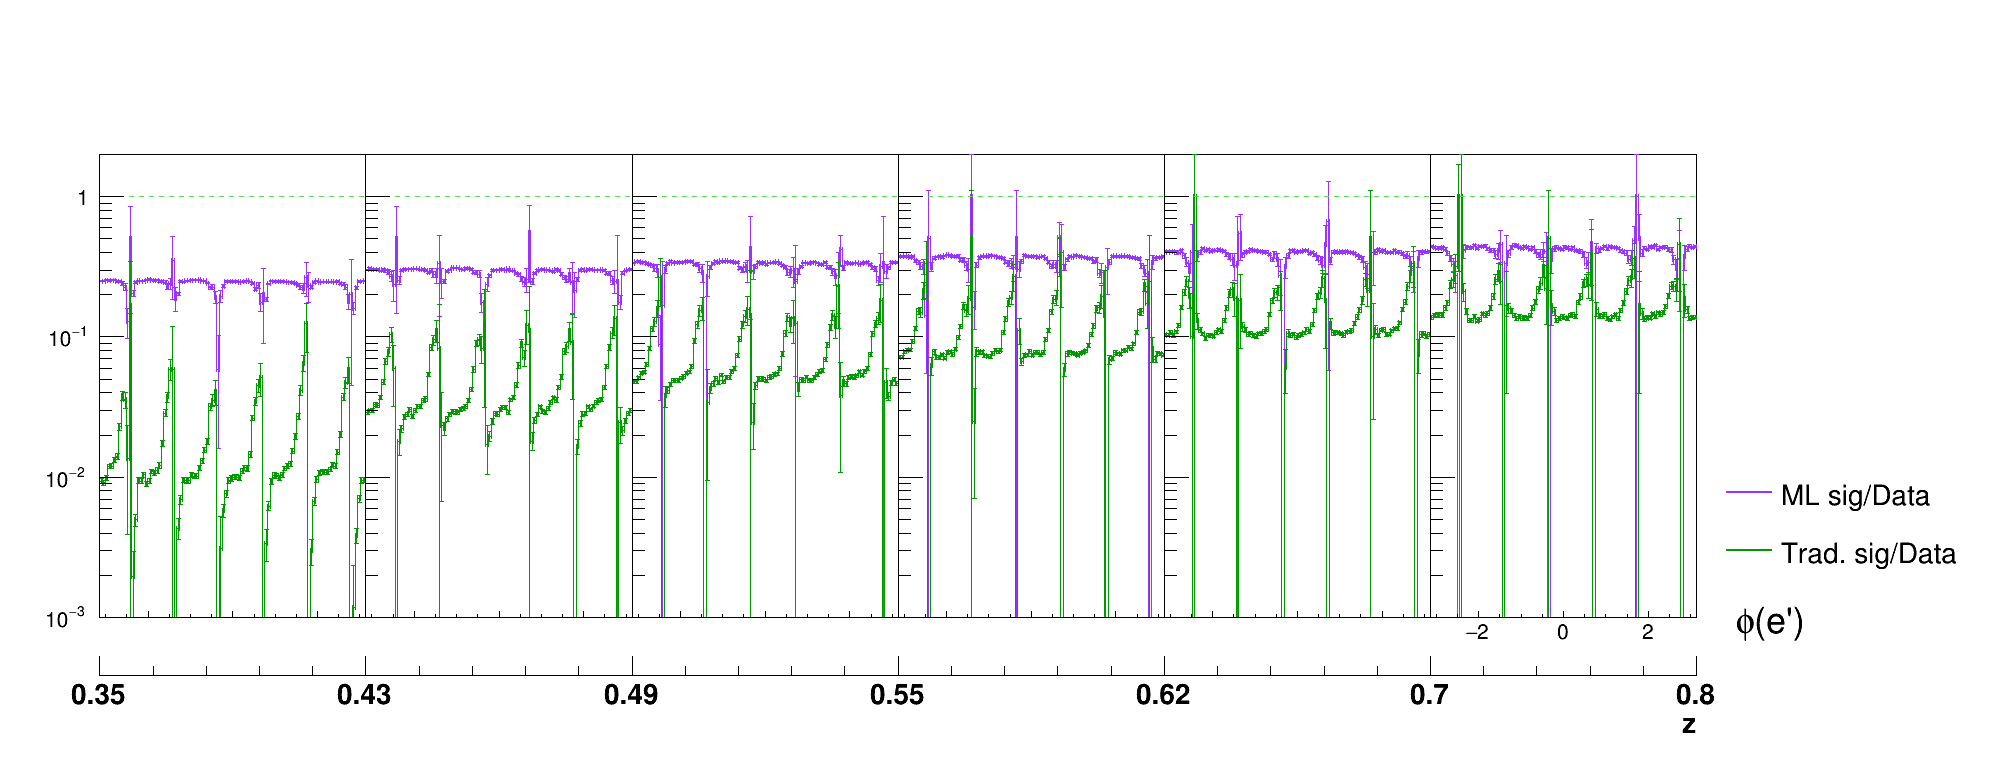 1
10⁻¹
10⁻²
10⁻³
ML sig/Data
Trad. sig/Data
−2 0 2 ϕ(e')
0.35 0.43 0.49 0.55 0.62 0.7 0.8
z